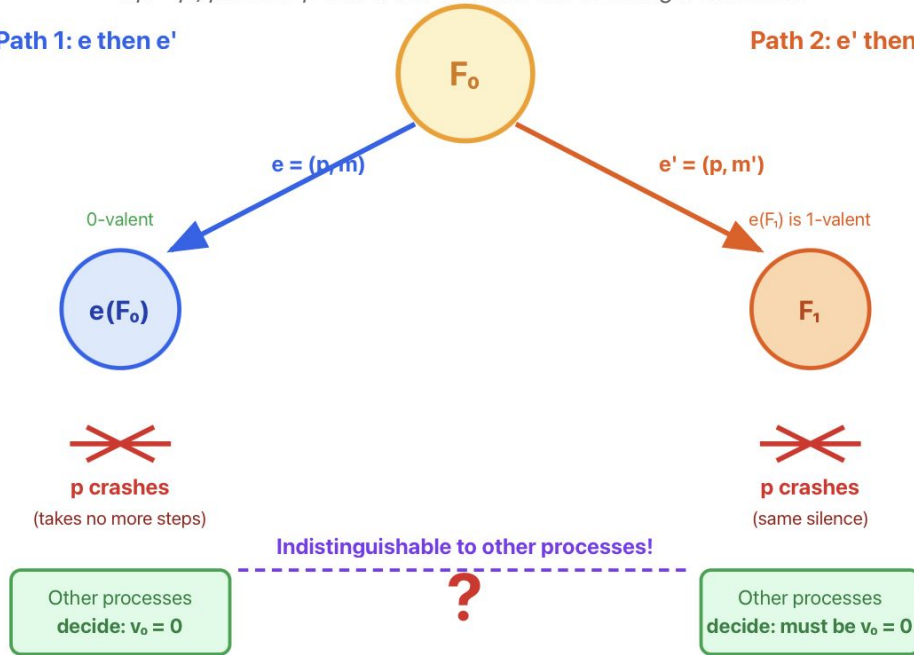 Path 1: e then e'
Path 2: e' then
F₀
e = (p, m)
e' = (p, m')
0-valent
e(F₁) is 1-valent
e(F₀)
F₁
p crashes
(takes no more steps)
p crashes
(same silence)
Indistinguishable to other processes!
?
Other processes
decide: v₀ = 0
Other processes
decide: must be v₀ = 0